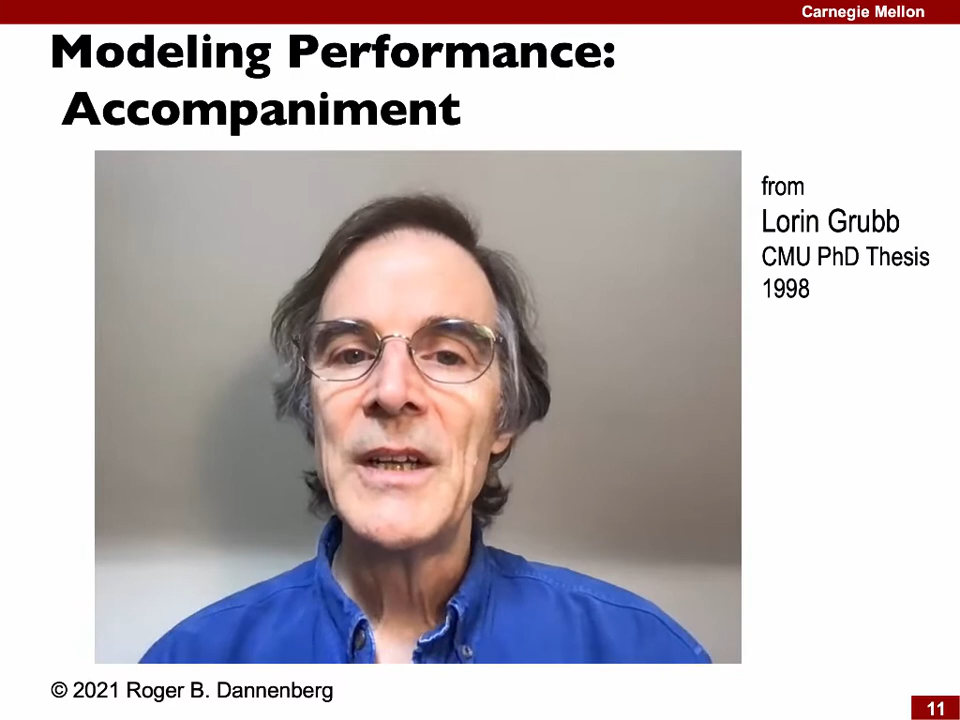 Carnegie Mellon
Modeling Performance:
Accompaniment
from
Lorin Grubb
CMU PhD Thesis
1998
© 2021 Roger B. Dannenberg
11